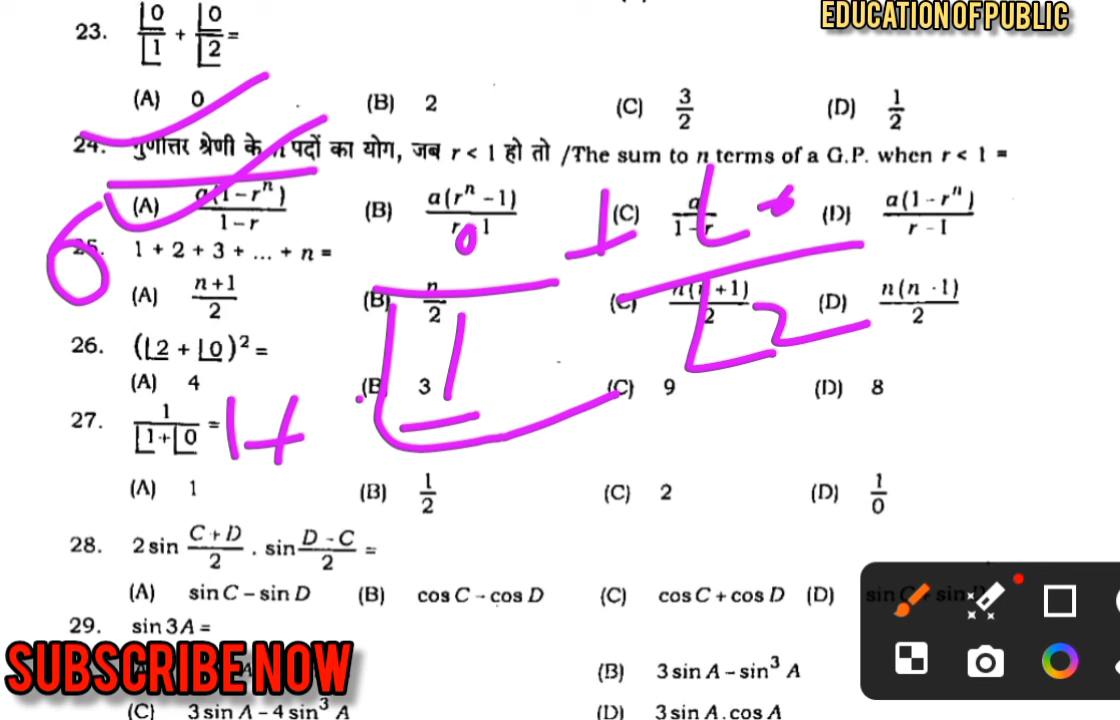 EDUCATION OF PUBLIC
23. ⌊0/⌊1 + ⌊0/⌊2 =
(A) 0 (B) 2 (C) 3/2 (D) 1/2
24. गुणोत्तर श्रेणी के n पदों का योग, जब r < 1 हो तो /The sum to n terms of a G.P. when r < 1 =
(A) a(1-rⁿ)/1-r (B) a(rⁿ-1)/r-1 (C) a/1-r (D) a(1-rⁿ)/r-1
25. 1 + 2 + 3 + ... + n =
(A) n+1/2 (B) n/2 (C) n(n+1)/2 (D) n(n-1)/2
26. (⌊2 + ⌊0)² =
(A) 4 (B) 3 (C) 9 (D) 8
27. 1/⌊1+⌊0 =
(A) 1 (B) 1/2 (C) 2 (D) 1/0
28. 2 sin C+D/2 . sin D-C/2 =
(A) sin C – sin D (B) cos C – cos D (C) cos C + cos D (D)
29. sin 3A =
SUBSCRIBE NOW
(B) 3 sin A – sin³ A
(C) 3 sin A – 4 sin³ A (D) 3 sin A. cos A